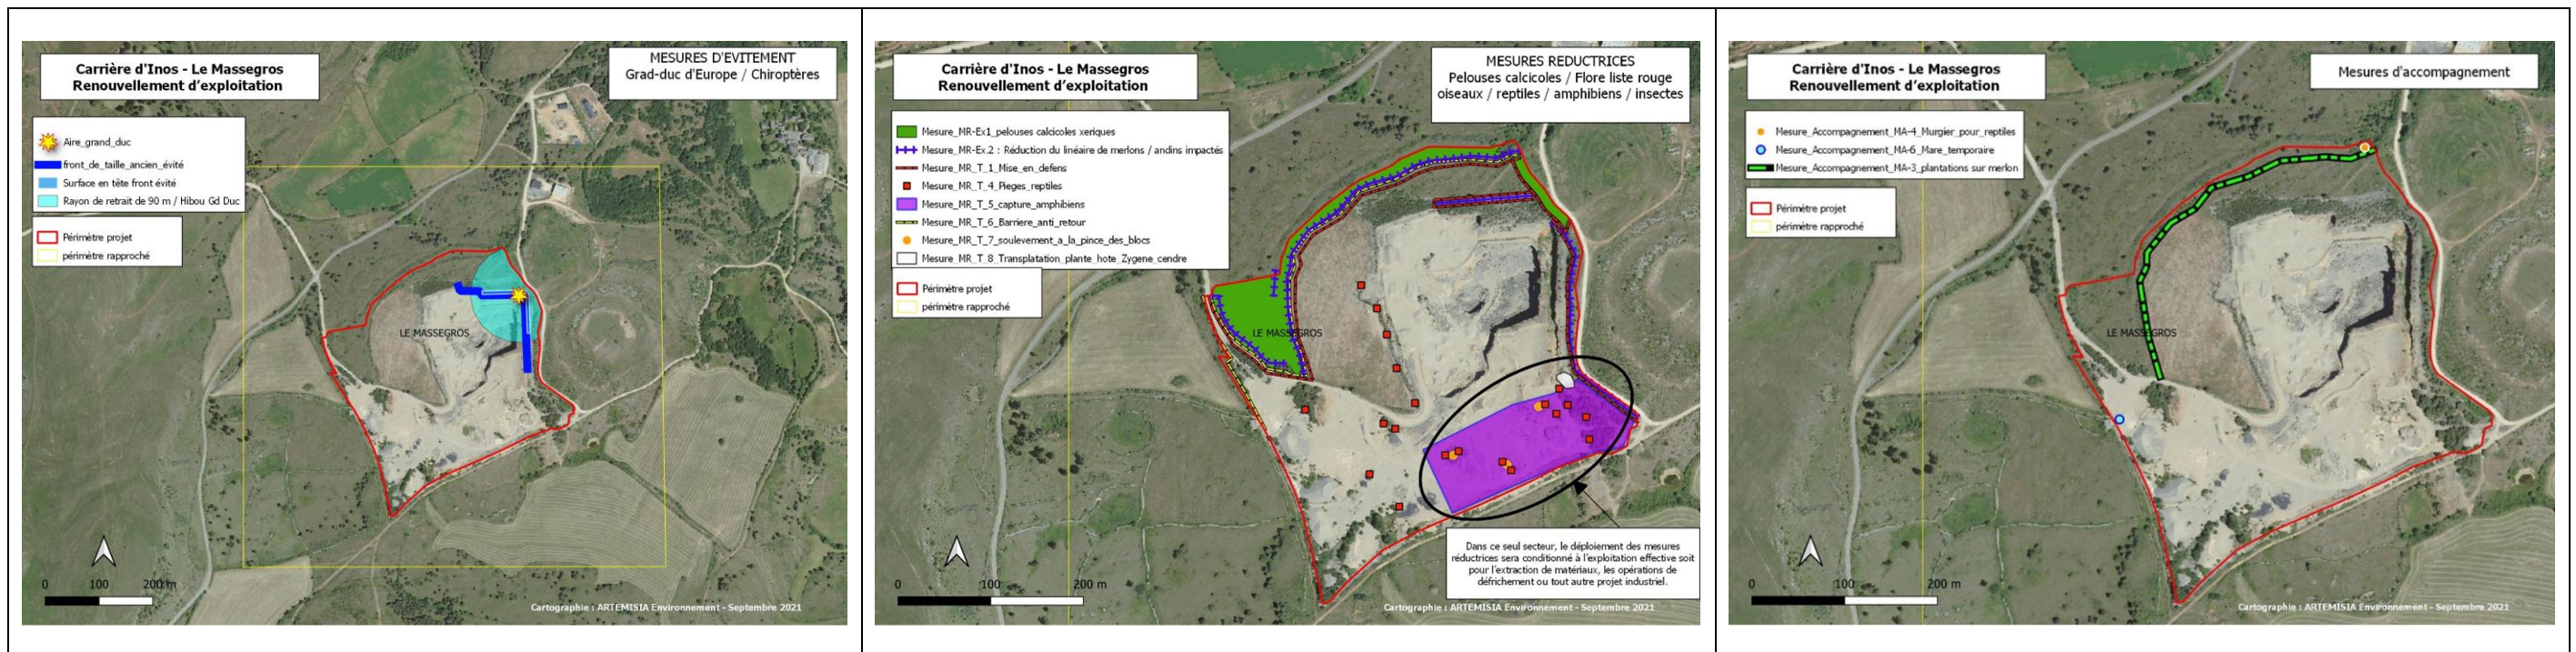 Carrière d'Inos - Le Massegros
Renouvellement d'exploitation
MESURES D'EVITEMENT
Grad-duc d'Europe / Chiroptères
Aire_grand_duc
front_de_taille_ancien_évité
Surface en tête front évité
Rayon de retrait de 90 m / Hibou Gd Duc
Périmètre projet
périmètre rapproché
LE MASSEGROS
0 100 200 m
Cartographie : ARTEMISIA Environnement - Septembre 2021
Carrière d'Inos - Le Massegros
Renouvellement d'exploitation
MESURES REDUCTRICES
Pelouses calcicoles / Flore liste rouge
oiseaux / reptiles / amphibiens / insectes
Mesure_MR-Ex1_pelouses calcicoles xeriques
Mesure_MR-Ex.2 : Réduction du linéaire de merlons / andins impactés
Mesure_MR_T_1_Mise_en_defens
Mesure_MR_T_4_Pieges_reptiles
Mesure_MR_T_5_capture_amphibiens
Mesure_MR_T_6_Barriere_anti_retour
Mesure_MR_T_7_soulevement_a_la_pince_des_blocs
Mesure_MR_T_8_Transplatation_plante_hote_Zygene_cendre
Périmètre projet
périmètre rapproché
LE MASSEGROS
Dans ce seul secteur, le déploiement des mesures
réductrices sera conditionné à l'exploitation effective soit
pour l'extraction de matériaux, les opérations de
défrichement ou tout autre projet industriel.
0 100 200 m
Cartographie : ARTEMISIA Environnement - Septembre 2021
Carrière d'Inos - Le Massegros
Renouvellement d'exploitation
Mesures d'accompagnement
Mesure_Accompagnement_MA-4_Murgier_pour_reptiles
Mesure_Accompagnement_MA-6_Mare_temporaire
Mesure_Accompagnement_MA-3_plantations sur merlon
Périmètre projet
périmètre rapproché
LE MASSEGROS
0 100 200 m
Cartographie : ARTEMISIA Environnement - Septembre 2021